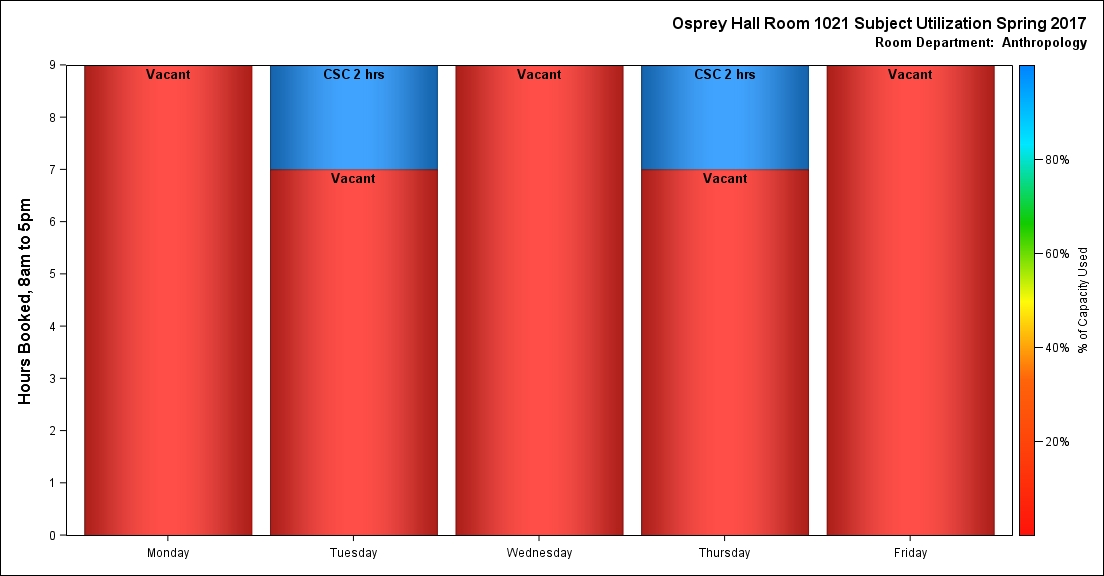 Osprey Hall Room 1021 Subject Utilization Spring 2017
Room Department: Anthropology
Hours Booked, 8am to 5pm
9
8
7
6
5
4
3
2
1
0
Vacant
CSC 2 hrs
Vacant
Vacant
CSC 2 hrs
Vacant
Vacant
Monday
Tuesday
Wednesday
Thursday
Friday
80%
60%
40%
20%
% of Capacity Used